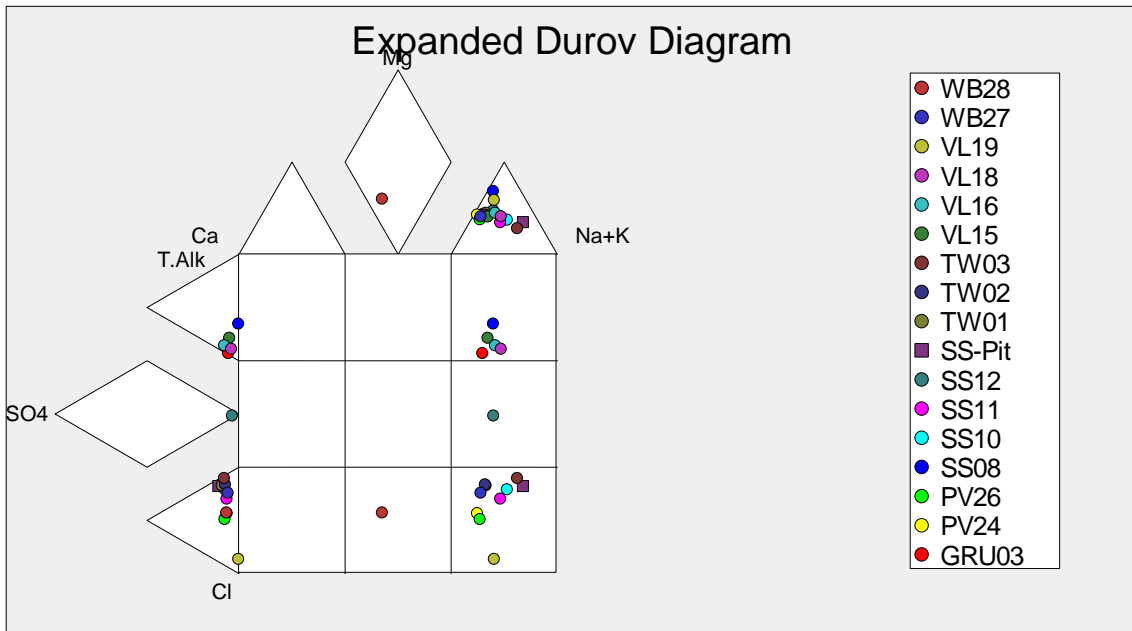 Expanded Durov Diagram
Mg
Ca
Na+K
T.Alk
SO4
Cl
WB28
WB27
VL19
VL18
VL16
VL15
TW03
TW02
TW01
SS-Pit
SS12
SS11
SS10
SS08
PV26
PV24
GRU03